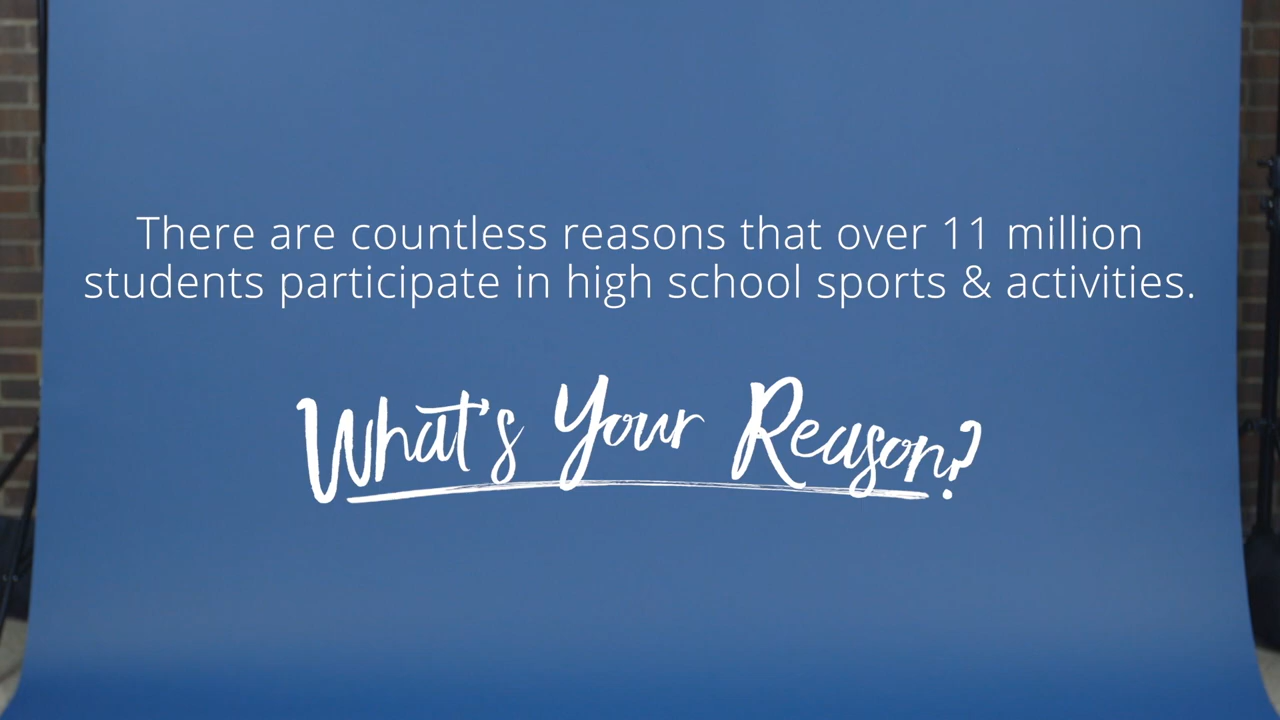 There are countless reasons that over 11 million
students participate in high school sports & activities.
What's Your Reason?